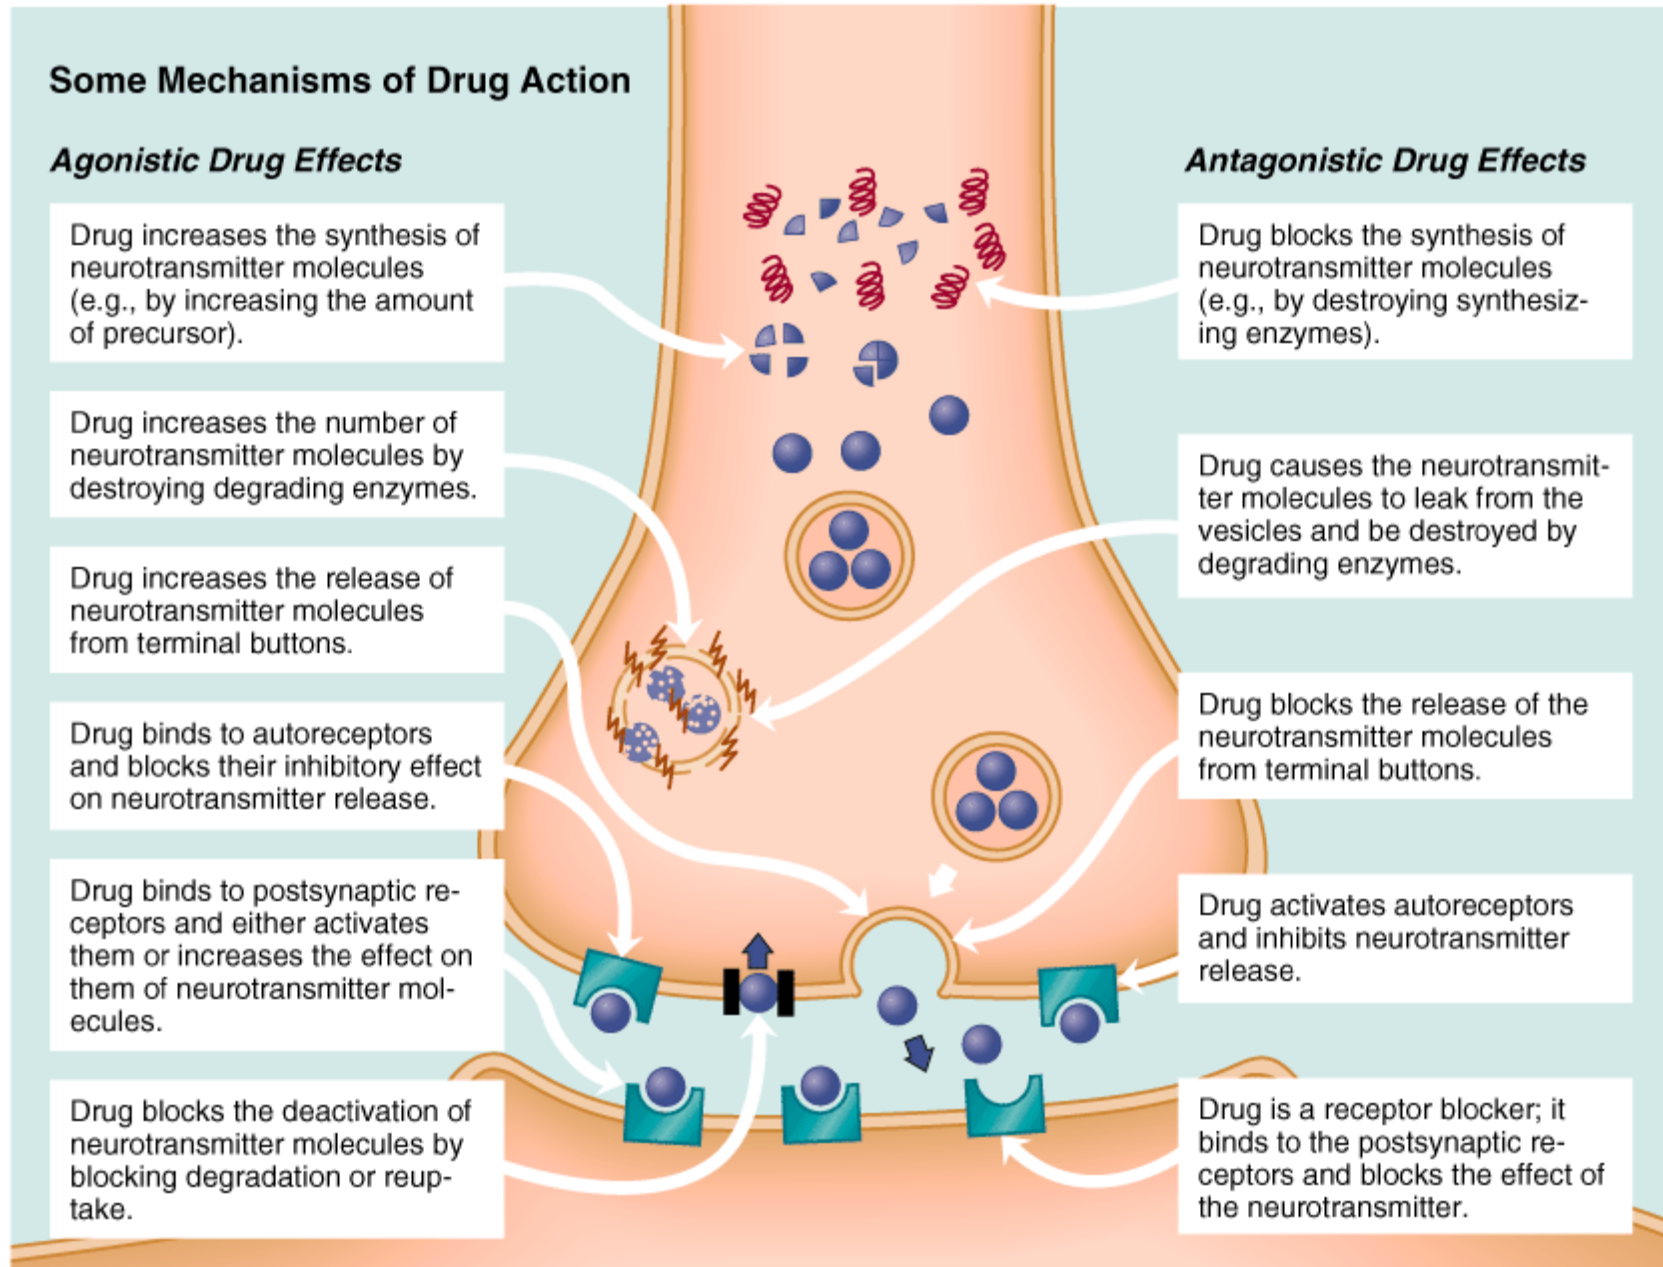 Some Mechanisms of Drug Action
Agonistic Drug Effects
Drug increases the synthesis of
neurotransmitter molecules
(e.g., by increasing the amount
of precursor).
Drug increases the number of
neurotransmitter molecules by
destroying degrading enzymes.
Drug increases the release of
neurotransmitter molecules
from terminal buttons.
Drug binds to autoreceptors
and blocks their inhibitory effect
on neurotransmitter release.
Drug binds to postsynaptic re-
ceptors and either activates
them or increases the effect on
them of neurotransmitter mol-
ecules.
Drug blocks the deactivation of
neurotransmitter molecules by
blocking degradation or reup-
take.
Antagonistic Drug Effects
Drug blocks the synthesis of
neurotransmitter molecules
(e.g., by destroying synthesiz-
ing enzymes).
Drug causes the neurotransmit-
ter molecules to leak from the
vesicles and be destroyed by
degrading enzymes.
Drug blocks the release of the
neurotransmitter molecules
from terminal buttons.
Drug activates autoreceptors
and inhibits neurotransmitter
release.
Drug is a receptor blocker; it
binds to the postsynaptic re-
ceptors and blocks the effect of
the neurotransmitter.